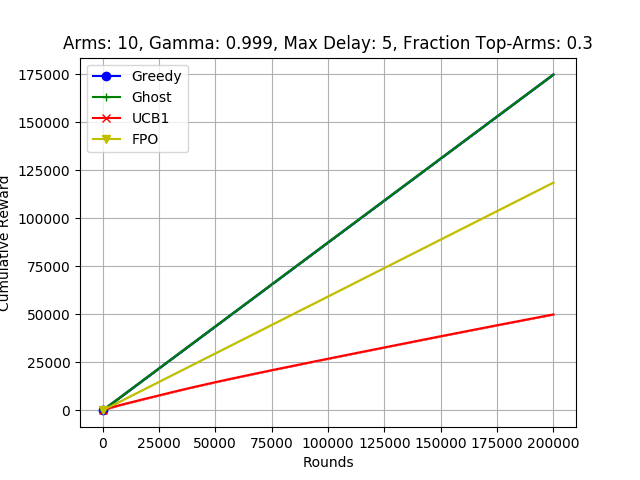 Arms: 10, Gamma: 0.999, Max Delay: 5, Fraction Top-Arms: 0.3
Greedy
Ghost
UCB1
FPO
175000
150000
125000
100000
75000
50000
25000
0
Cumulative Reward
0 25000 50000 75000 100000 125000 150000 175000 200000
Rounds